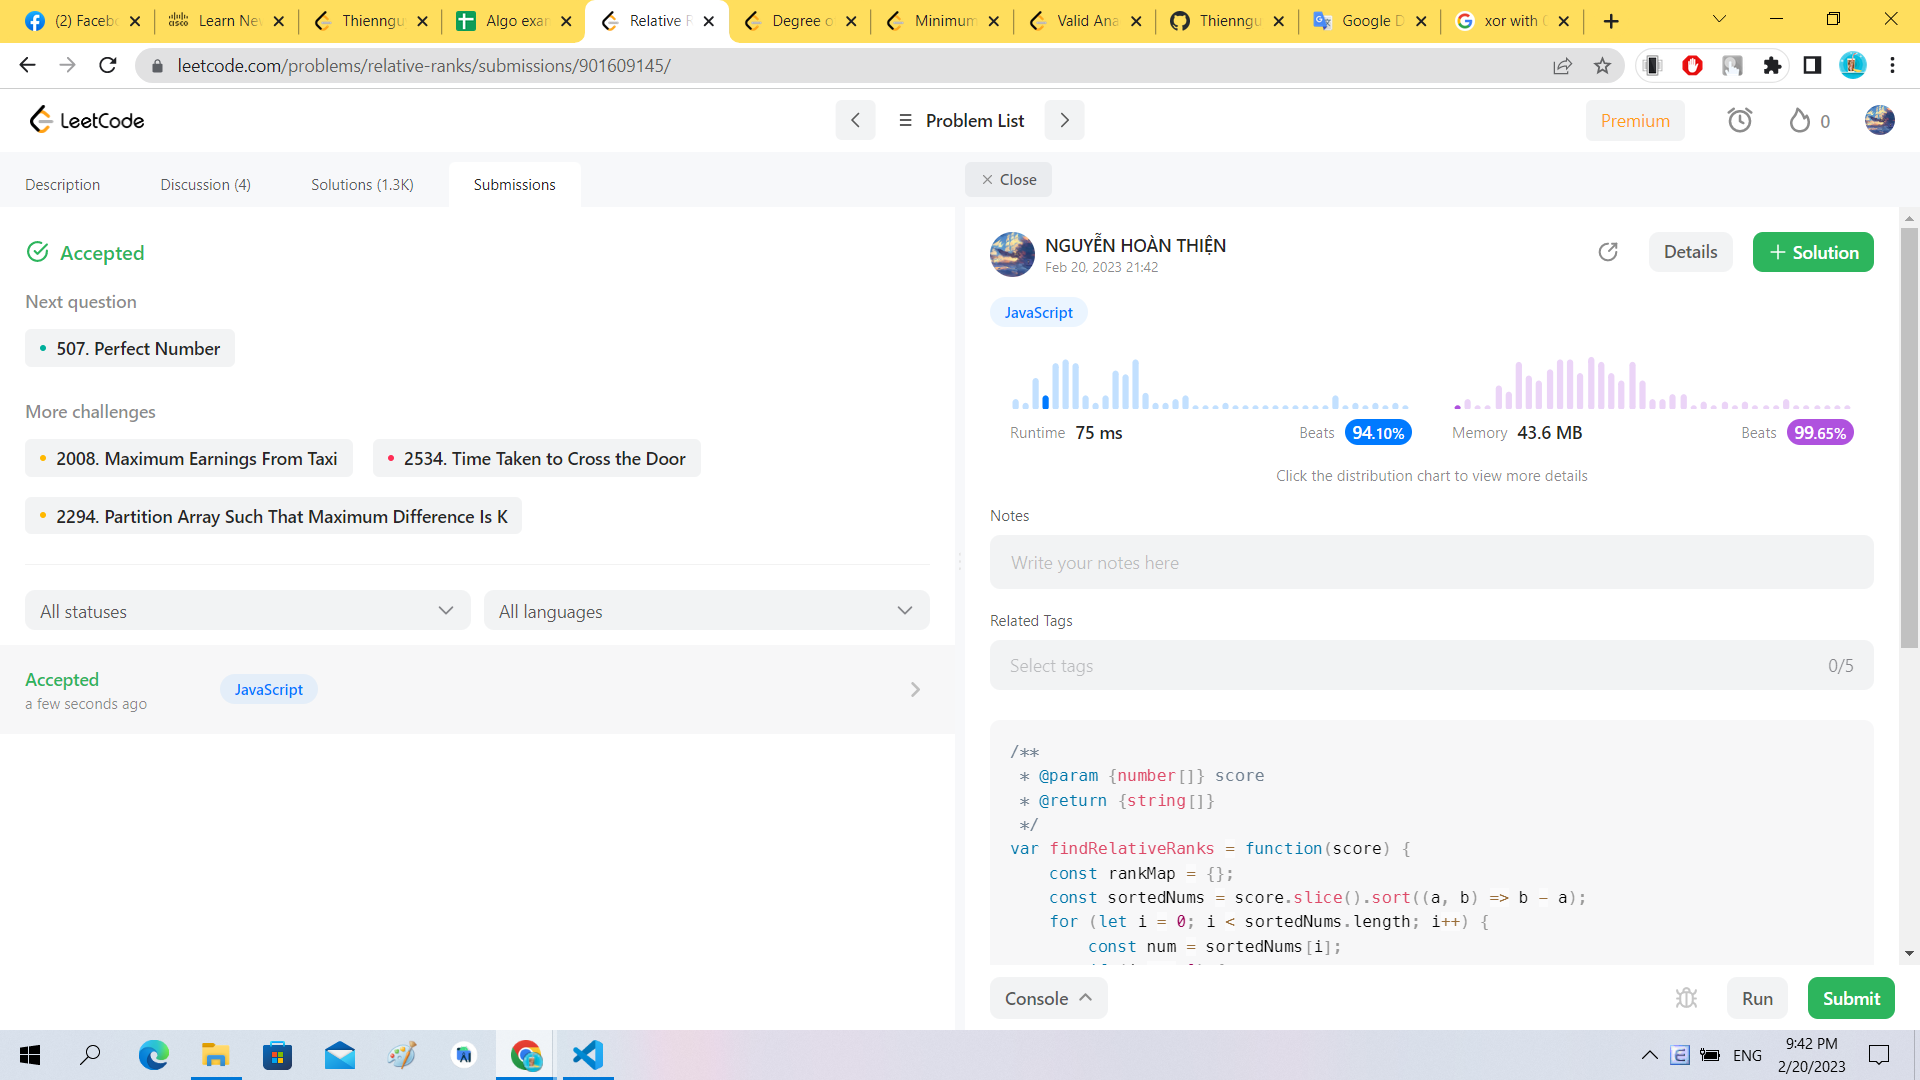 (2) Facebo
Learn Ne
Thienngu
Algo exan
Relative R
Degree o
Minimum
Valid Ana
Thienngu
Google D
xor with
leetcode.com/problems/relative-ranks/submissions/901609145/
LeetCode
Problem List
Premium
0
Description
Discussion (4)
Solutions (1.3K)
Submissions
Close
Accepted
Next question
507. Perfect Number
More challenges
2008. Maximum Earnings From Taxi
2534. Time Taken to Cross the Door
2294. Partition Array Such That Maximum Difference Is K
All statuses
All languages
Accepted
a few seconds ago
JavaScript
NGUYỄN HOÀN THIỆN
Feb 20, 2023 21:42
Details
+ Solution
JavaScript
Runtime 75 ms
Beats 94.10%
Memory 43.6 MB
Beats 99.65%
Click the distribution chart to view more details
Notes
Write your notes here
Related Tags
Select tags
0/5
/**
 * @param {number[]} score
 * @return {string[]}
 */
var findRelativeRanks = function(score) {
    const rankMap = {};
    const sortedNums = score.slice().sort((a, b) => b - a);
    for (let i = 0; i < sortedNums.length; i++) {
        const num = sortedNums[i];
Console
Run
Submit
ENG
9:42 PM
2/20/2023